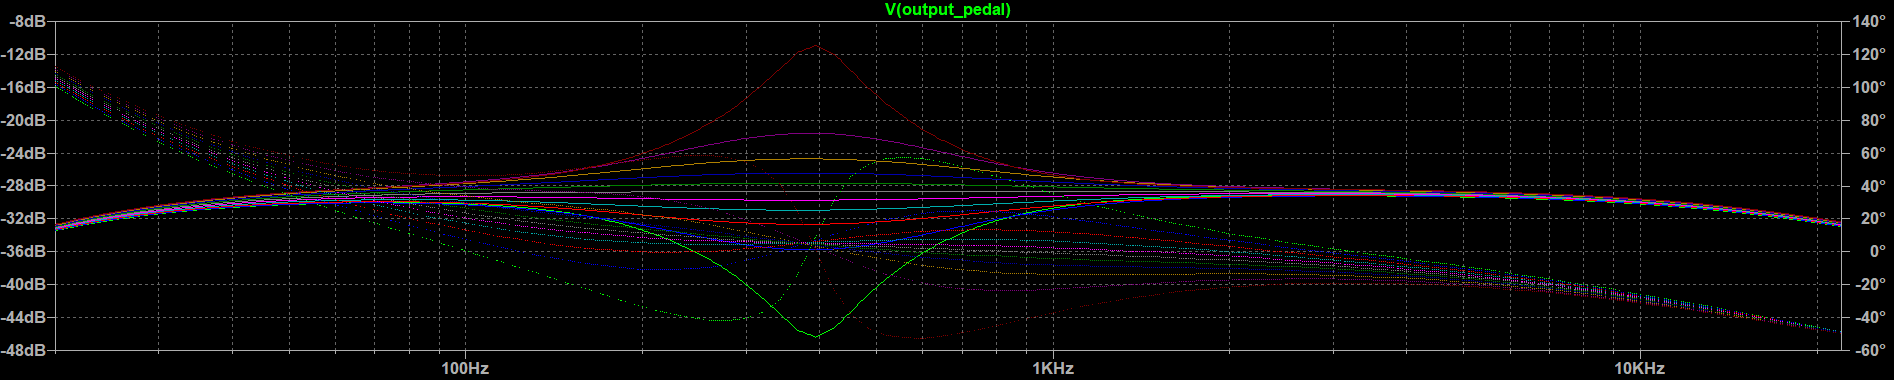 V(output_pedal)
-8dB 140°
-12dB 120°
-16dB 100°
-20dB 80°
-24dB 60°
-28dB 40°
-32dB 20°
-36dB 0°
-40dB -20°
-44dB -40°
-48dB -60°
100Hz 1KHz 10KHz